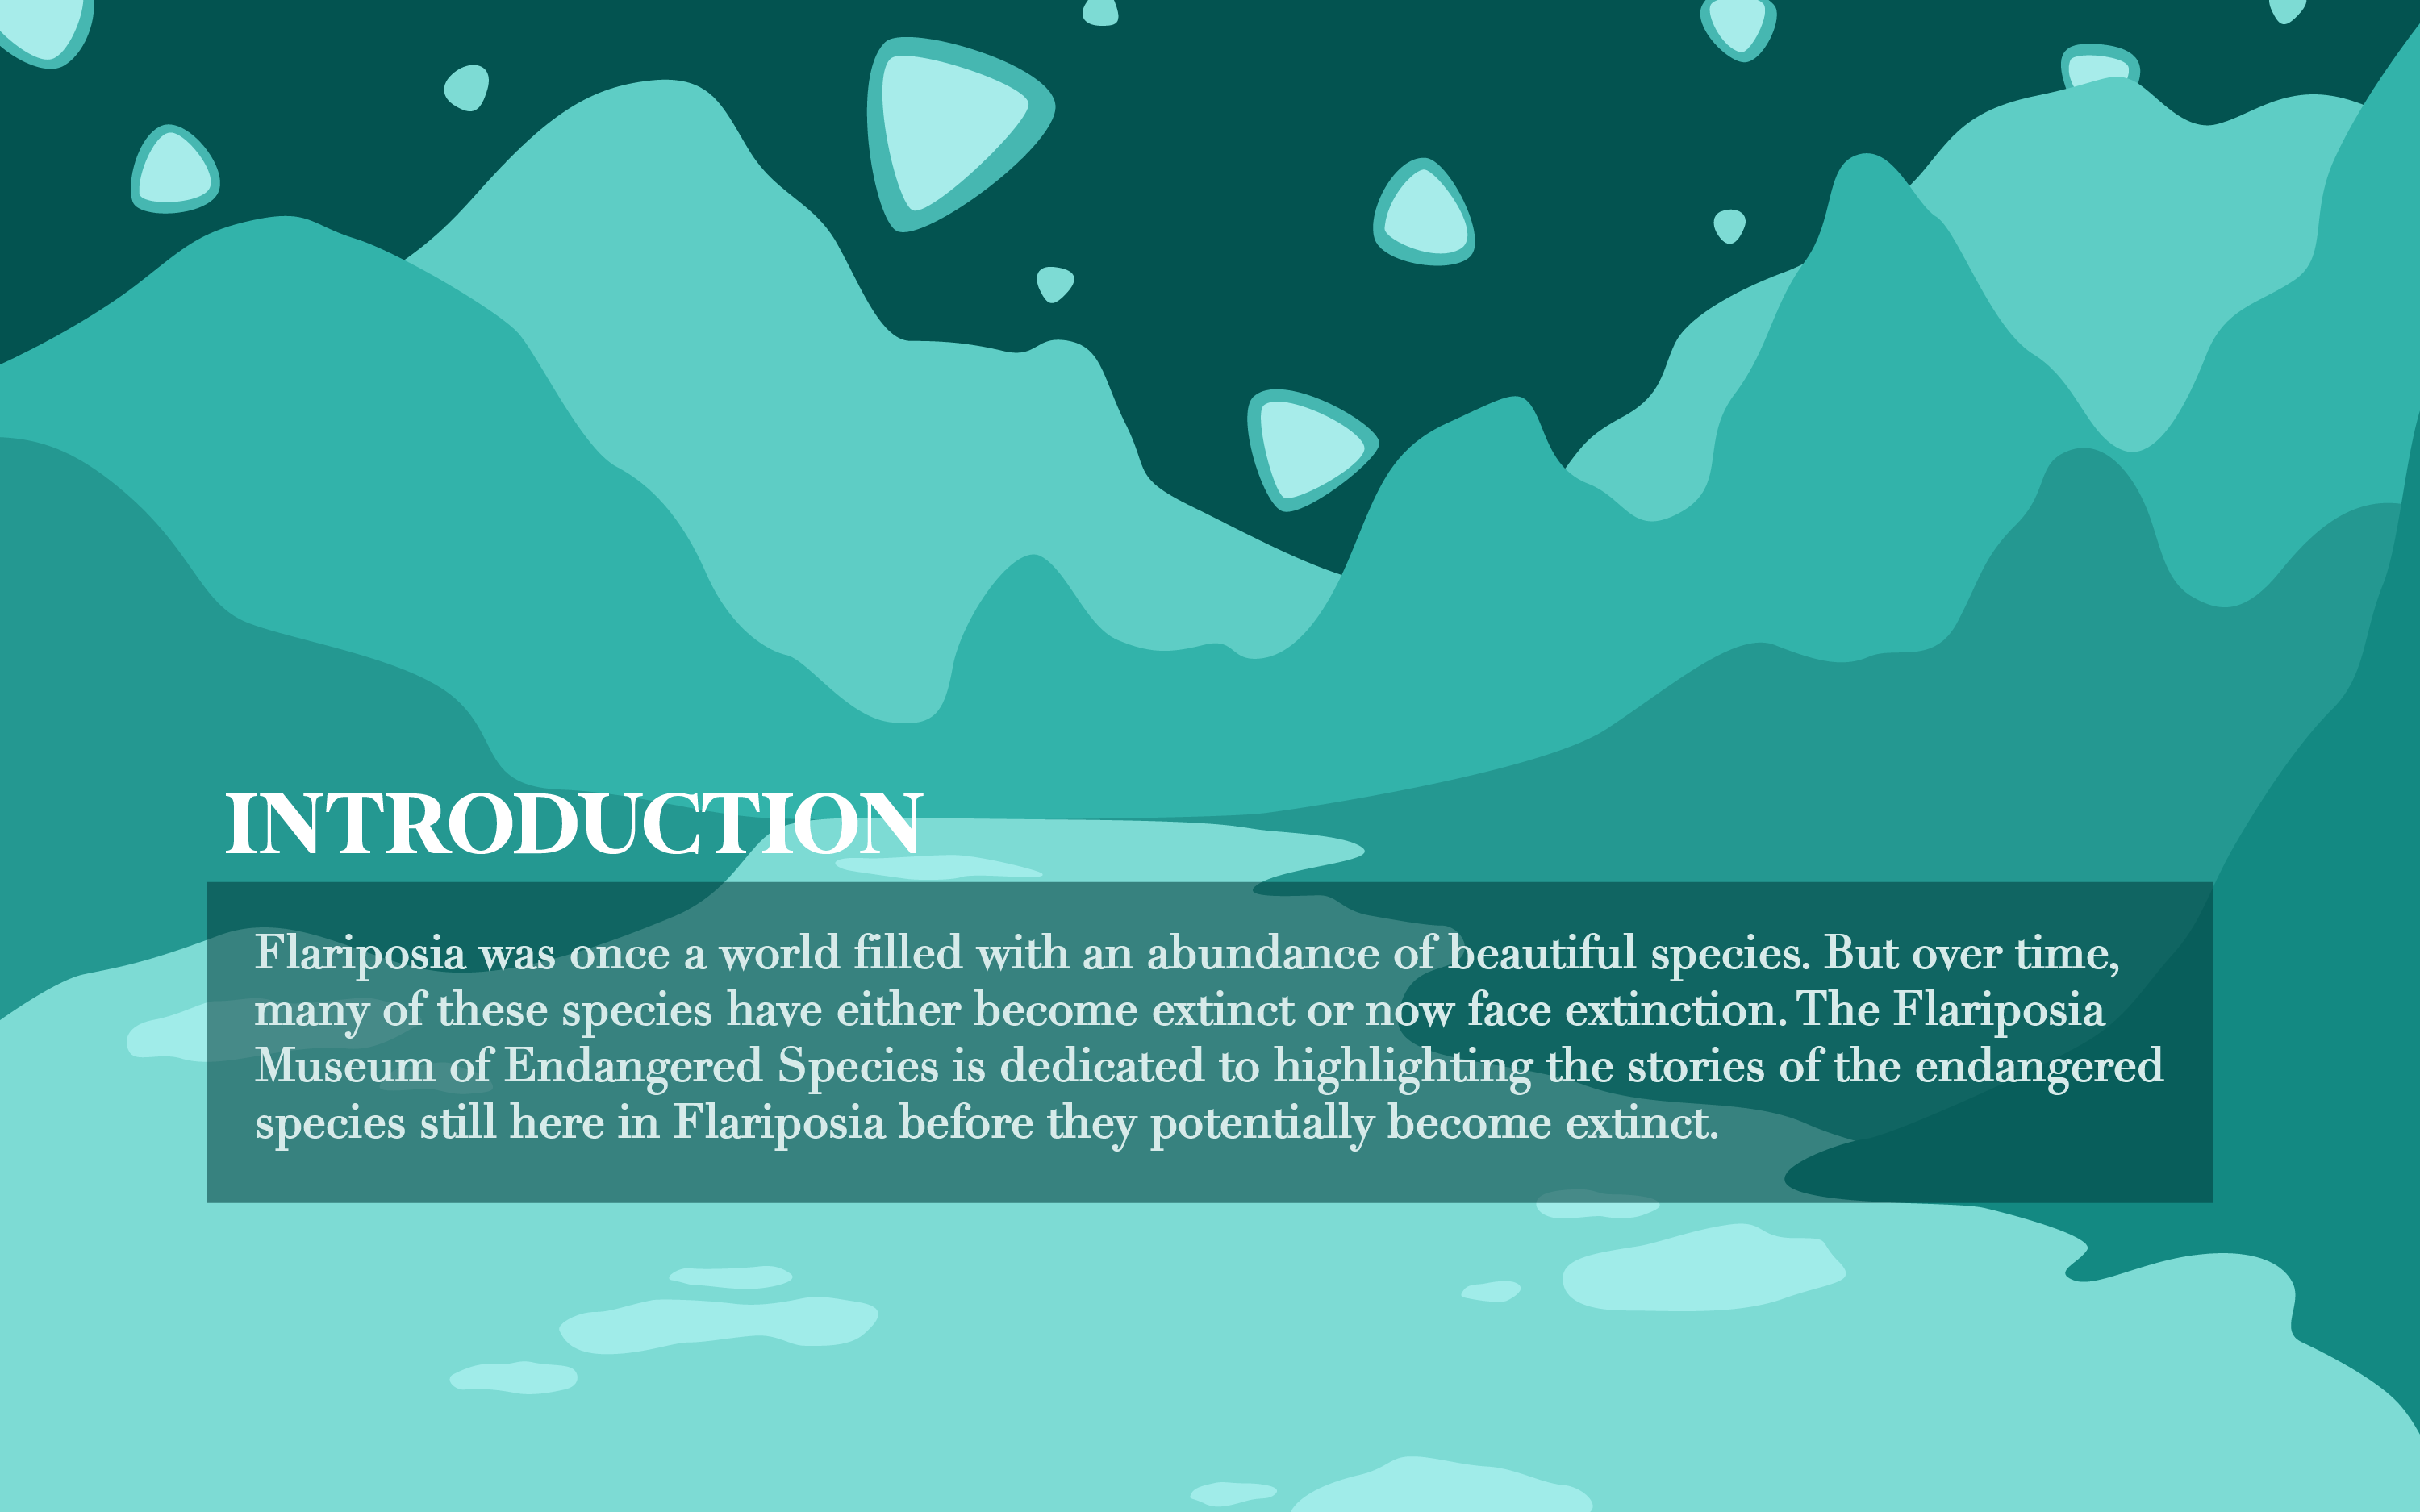 INTRODUCTION
Flariposia was once a world filled with an abundance of beautiful species. But over time,
many of these species have either become extinct or now face extinction. The Flariposia
Museum of Endangered Species is dedicated to highlighting the stories of the endangered
species still here in Flariposia before they potentially become extinct.